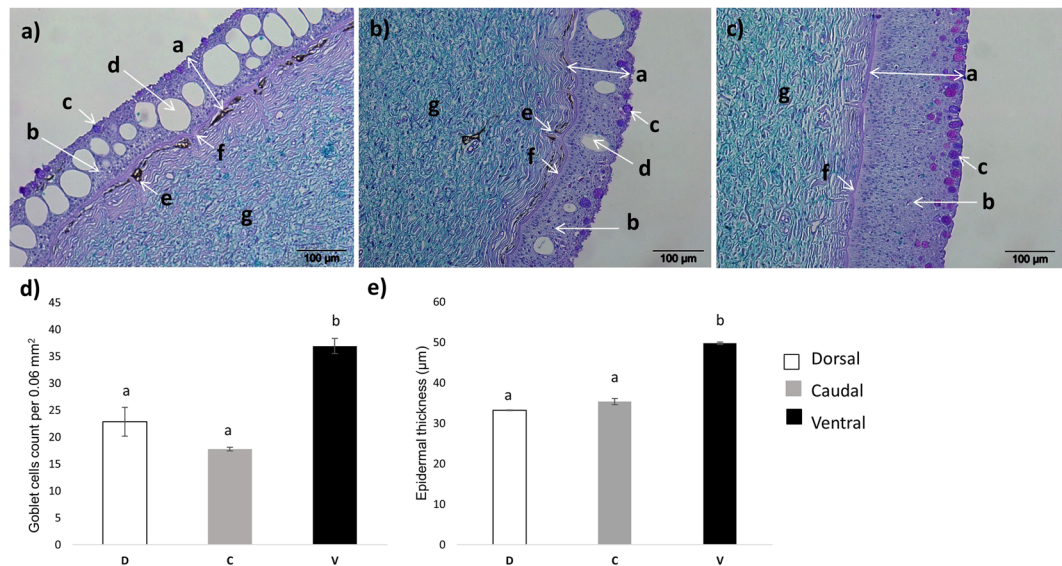 a)
a
d
c
b
f
e
g
100 µm
b)
a
g
e
c
f
d
b
100 µm
c)
a
g
c
f
b
100 µm
d)
Goblet cells count per 0.06 mm²
45
40
35
30
25
20
15
10
5
0
a
a
b
D
C
V
e)
Epidermal thickness (µm)
60
50
40
30
20
10
0
a
a
b
D
C
V
Dorsal
Caudal
Ventral